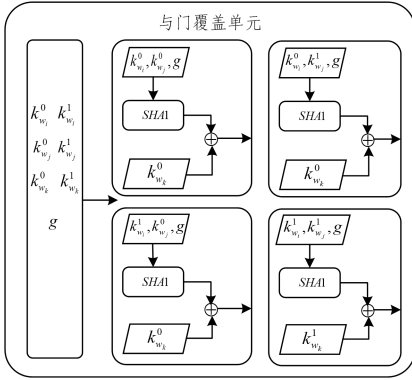 与门覆盖单元
$k_{w_i}^0$ $k_{w_i}^1$
$k_{w_j}^0$ $k_{w_j}^1$
$k_{w_k}^0$ $k_{w_k}^1$
$g$
$k_{w_i}^0, k_{w_j}^0, g$
SHA1
$k_{w_k}^0$
$k_{w_i}^0, k_{w_j}^1, g$
SHA1
$k_{w_k}^0$
$k_{w_i}^1, k_{w_j}^0, g$
SHA1
$k_{w_k}^0$
$k_{w_i}^1, k_{w_j}^1, g$
SHA1
$k_{w_k}^1$